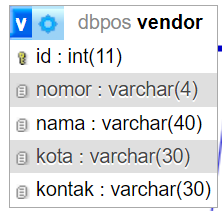 v dbpos vendor
id : int(11)
nomor : varchar(4)
nama : varchar(40)
kota : varchar(30)
kontak : varchar(30)